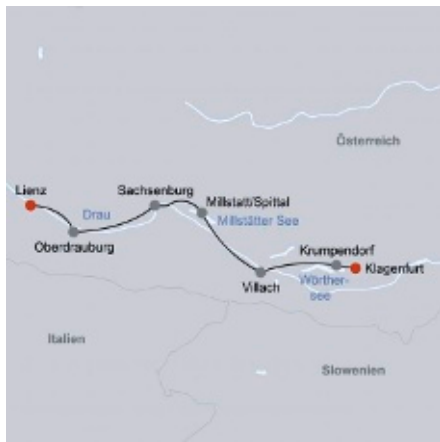 Österreich
Lienz
Sachsenburg
Millstatt/Spittal
Drau
Millstätter See
Oberdrauburg
Krumpendorf
Klagenfurt
Villach
Wörther-
see
Italien
Slowenien